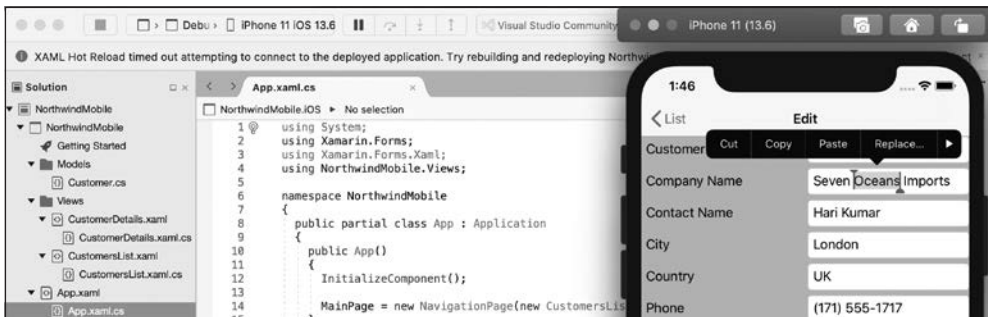 Debu
iPhone 11 iOS 13.6
Visual Studio Community
iPhone 11 (13.6)
XAML Hot Reload timed out attempting to connect to the deployed application. Try rebuilding and redeploying Northwi
Solution
NorthwindMobile
NorthwindMobile
Getting Started
Models
Customer.cs
Views
CustomerDetails.xaml
CustomerDetails.xaml.cs
CustomersList.xaml
CustomersList.xaml.cs
App.xaml
App.xaml.cs
App.xaml.cs
NorthwindMobile.iOS
No selection
1 using System;
2 using Xamarin.Forms;
3 using Xamarin.Forms.Xaml;
4 using NorthwindMobile.Views;
5
6 namespace NorthwindMobile
7 {
8 public partial class App : Application
9 {
10 public App()
11 {
12 InitializeComponent();
13
14 MainPage = new NavigationPage(new CustomersLis
1:46
List
Edit
Customer
Cut
Copy
Paste
Replace...
Company Name
Seven Oceans Imports
Contact Name
Hari Kumar
City
London
Country
UK
Phone
(171) 555-1717